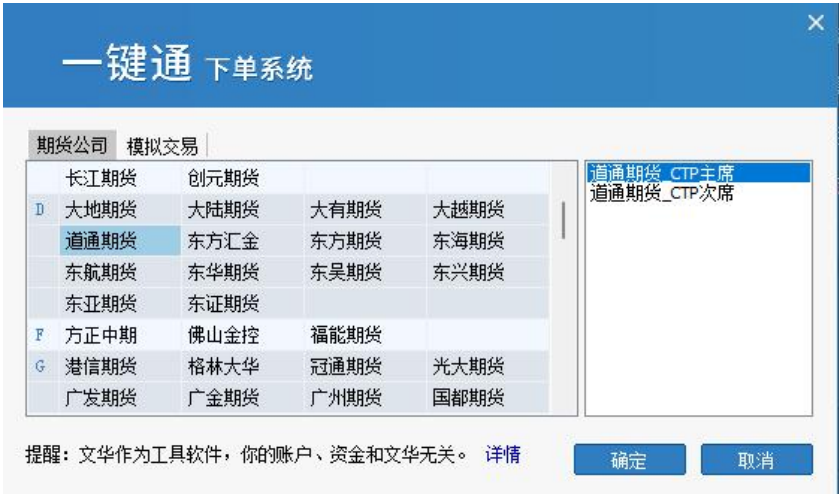 一键通 下单系统
期货公司 模拟交易
长江期货 创元期货
D 大地期货 大陆期货 大有期货 大越期货
道通期货 东方汇金 东方期货 东海期货
东航期货 东华期货 东吴期货 东兴期货
东亚期货 东证期货
F 方正中期 佛山金控 福能期货
G 港信期货 格林大华 冠通期货 光大期货
广发期货 广金期货 广州期货 国都期货
道通期货_CTP主席
道通期货_CTP次席
提醒：文华作为工具软件，你的账户、资金和文华无关。 详情
确定 取消